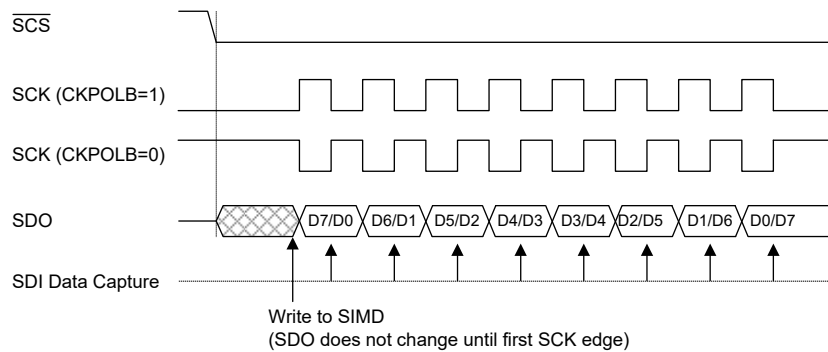 SCS
SCK (CKPOLB=1)
SCK (CKPOLB=0)
SDO
D7/D0 D6/D1 D5/D2 D4/D3 D3/D4 D2/D5 D1/D6 D0/D7
SDI Data Capture
Write to SIMD
(SDO does not change until first SCK edge)